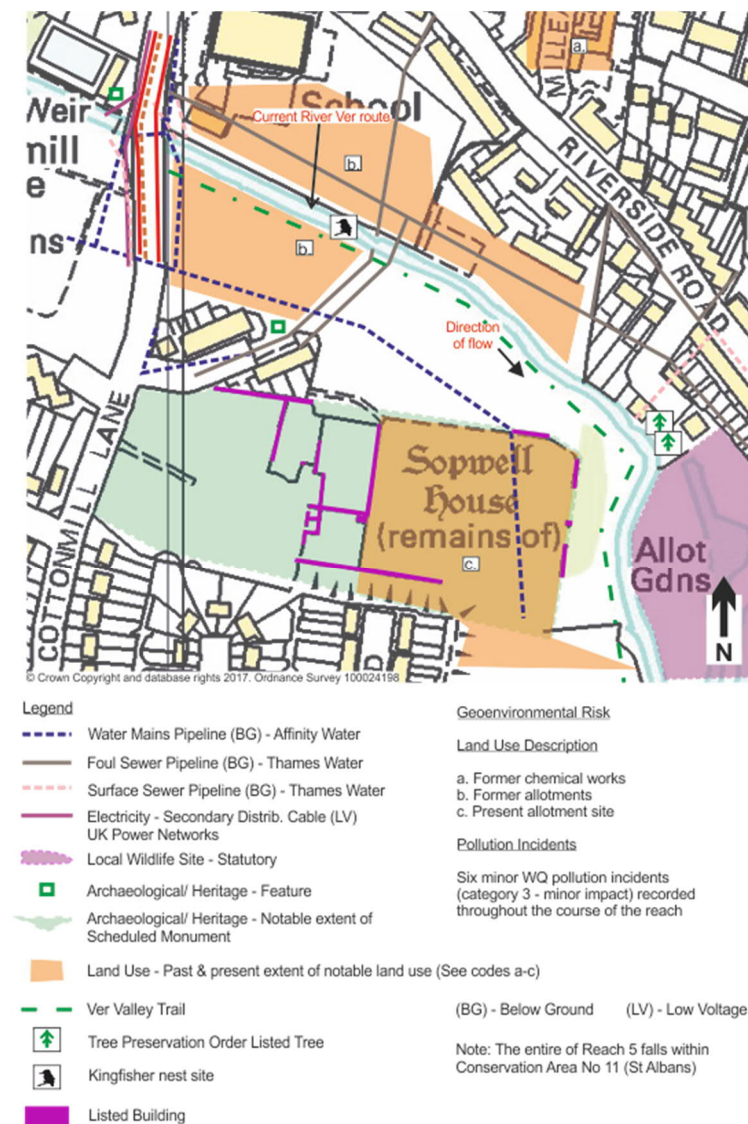 a.
MILLER
Weir
School
mill
Current River Ver route
e
b.
RIVERSIDE ROAD
ns
b.
Direction
of flow
COTTONMILL LANE
Sopwell
House
(remains of)
c.
Allot
Gdns
N
D
© Crown Copyright and database rights 2017. Ordnance Survey 100024198
Legend
Water Mains Pipeline (BG) - Affinity Water
Foul Sewer Pipeline (BG) - Thames Water
Surface Sewer Pipeline (BG) - Thames Water
Electricity - Secondary Distrib. Cable (LV)
UK Power Networks
Local Wildlife Site - Statutory
Archaeological/ Heritage - Feature
Archaeological/ Heritage - Notable extent of
Scheduled Monument
Land Use - Past & present extent of notable land use (See codes a-c)
Ver Valley Trail
Tree Preservation Order Listed Tree
Kingfisher nest site
Listed Building
Geoenvironmental Risk
Land Use Description
a. Former chemical works
b. Former allotments
c. Present allotment site
Pollution Incidents
Six minor WQ pollution incidents
(category 3 - minor impact) recorded
throughout the course of the reach
(BG) - Below Ground (LV) - Low Voltage
Note: The entire of Reach 5 falls within
Conservation Area No 11 (St Albans)